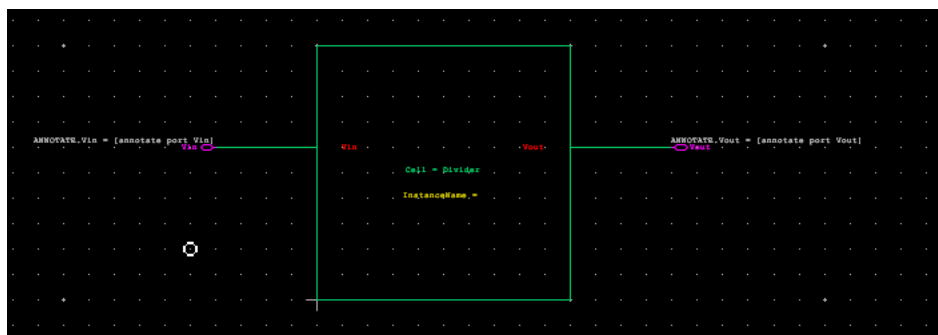 ANNOTATE.Vin = [annotate port Vin]
Vin
Vin
Vout
ANNOTATE.Vout = [annotate port Vout]
Vout
Cell = Divider
InstanceName =